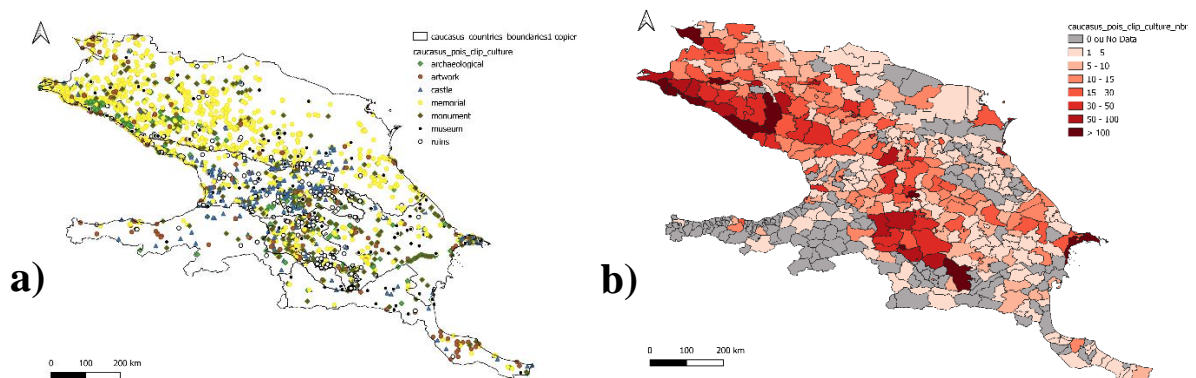 caucasus_countries_boundaries1 copier
caucasus_pois_clip_culture
archaeological
artwork
castle
memorial
monument
museum
ruins
a)
0 100 200 km
caucasus_pois_clip_culture_nbr
0 ou No Data
1 - 5
5 - 10
10 - 15
15 - 30
30 - 50
50 - 100
> 100
b)
0 100 200 km